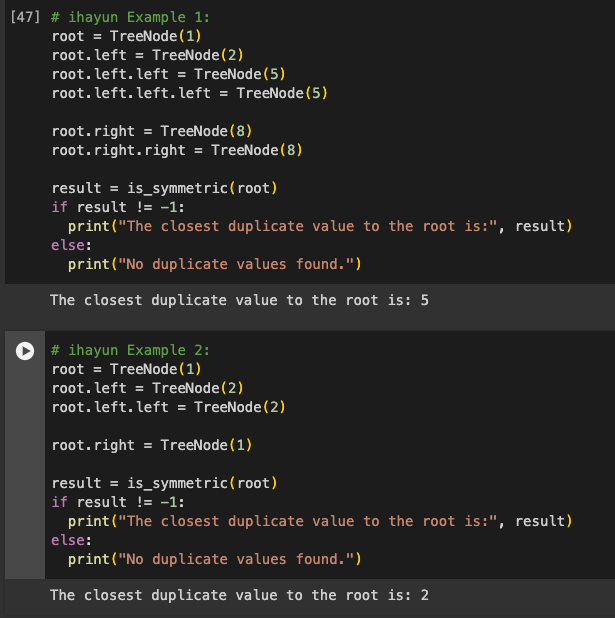 [47] # ihayun Example 1:
root = TreeNode(1)
root.left = TreeNode(2)
root.left.left = TreeNode(5)
root.left.left.left = TreeNode(5)
root.right = TreeNode(8)
root.right.right = TreeNode(8)
result = is_symmetric(root)
if result != -1:
  print("The closest duplicate value to the root is:", result)
else:
  print("No duplicate values found.")
The closest duplicate value to the root is: 5
# ihayun Example 2:
root = TreeNode(1)
root.left = TreeNode(2)
root.left.left = TreeNode(2)
root.right = TreeNode(1)
result = is_symmetric(root)
if result != -1:
  print("The closest duplicate value to the root is:", result)
else:
  print("No duplicate values found.")
The closest duplicate value to the root is: 2